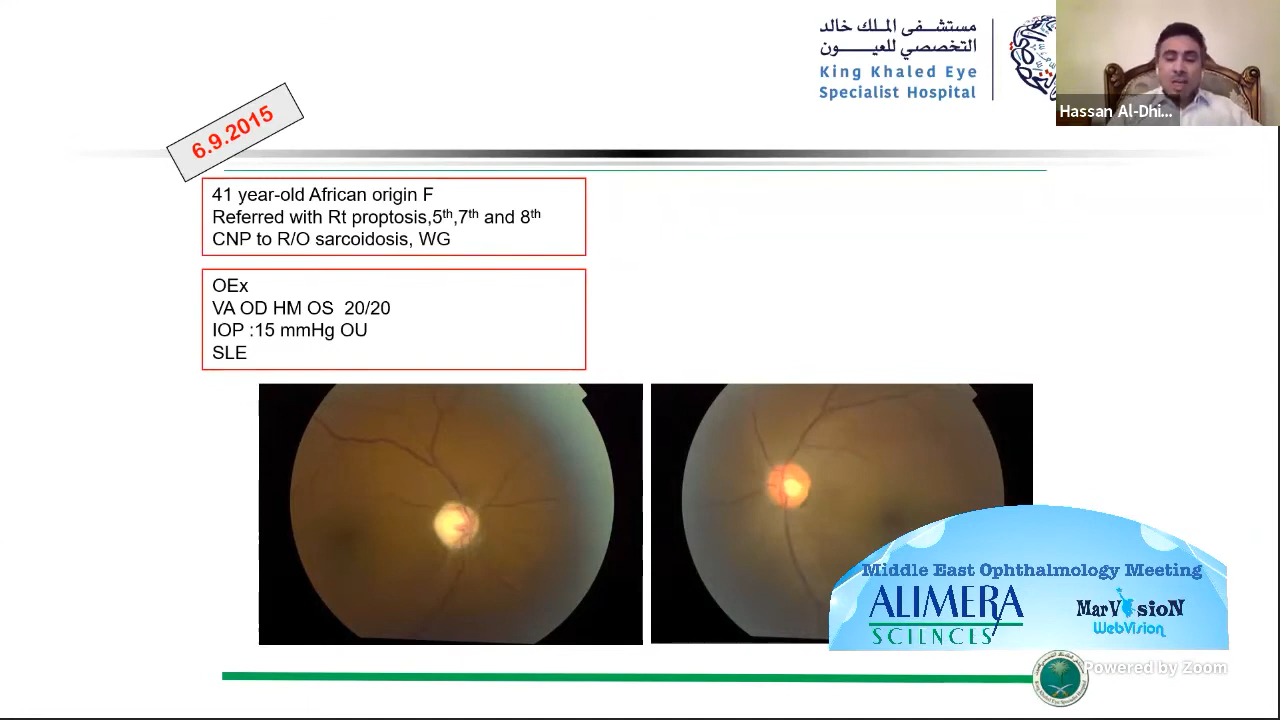 مستشفى الملك خالد
التخصصي للعيون
King Khaled Eye
Specialist Hospital
Hassan Al-Dhi...
6.9.2015
41 year-old African origin F
Referred with Rt proptosis,5th,7th and 8th
CNP to R/O sarcoidosis, WG
OEx
VA OD HM OS 20/20
IOP :15 mmHg OU
SLE
Middle East Ophthalmology Meeting
ALIMERA
SCIENCES
MarVision
WebVision
Powered by Zoom